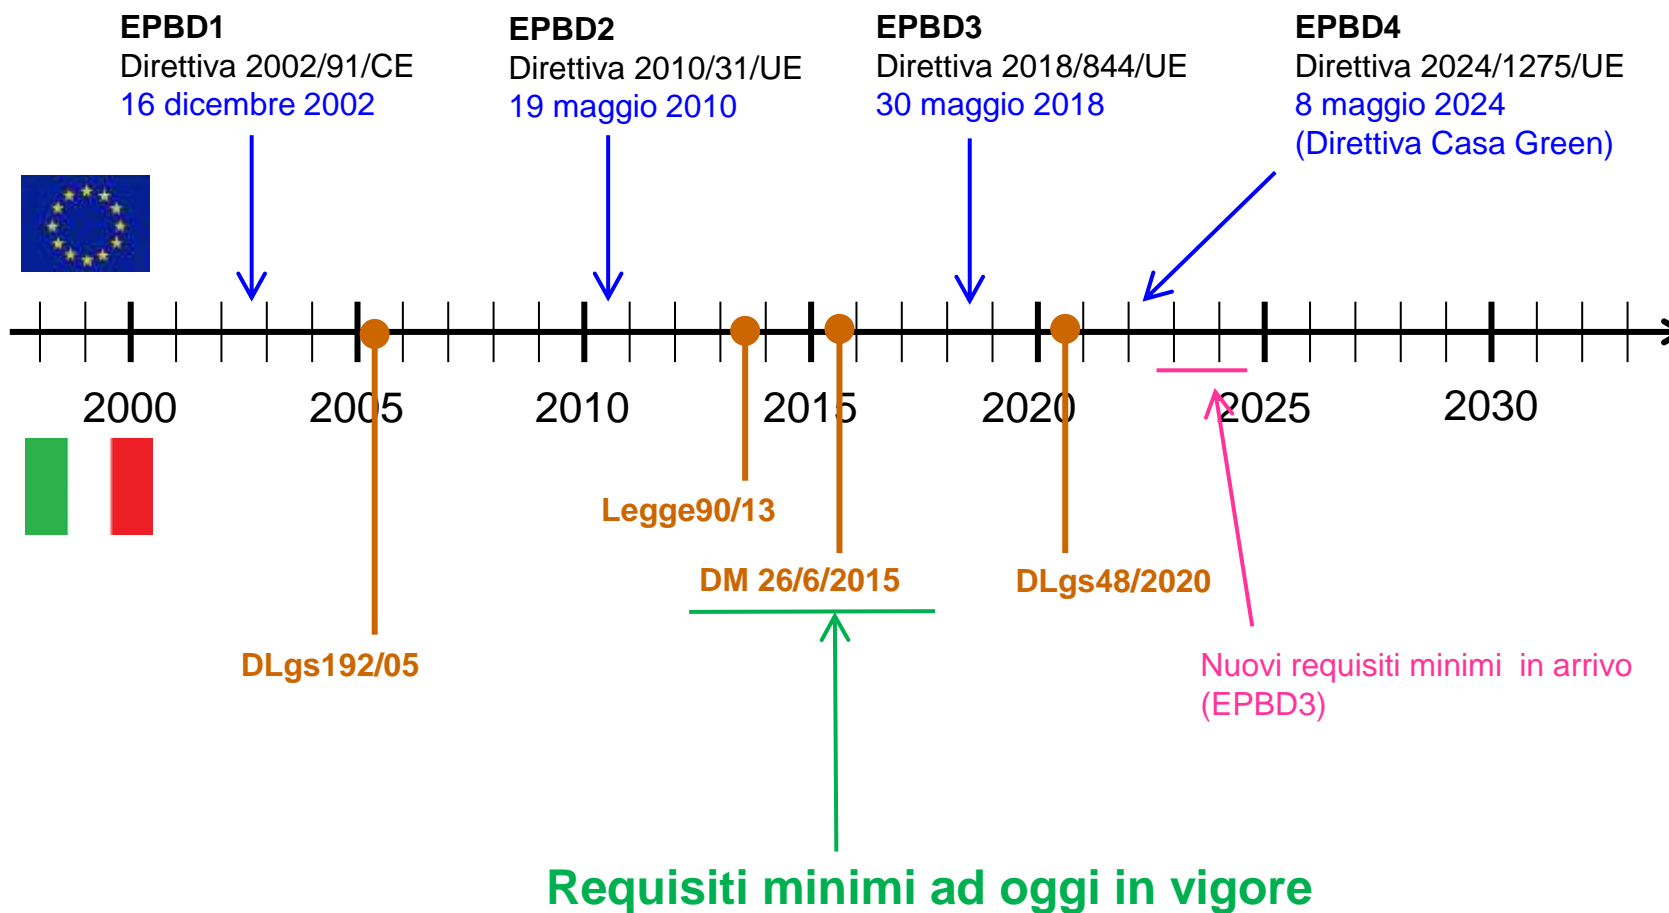 EPBD1
Direttiva 2002/91/CE
16 dicembre 2002
EPBD2
Direttiva 2010/31/UE
19 maggio 2010
EPBD3
Direttiva 2018/844/UE
30 maggio 2018
EPBD4
Direttiva 2024/1275/UE
8 maggio 2024
(Direttiva Casa Green)
2000
2005
2010
2015
2020
2025
2030
Legge90/13
DM 26/6/2015
DLgs48/2020
DLgs192/05
Nuovi requisiti minimi in arrivo
(EPBD3)
Requisiti minimi ad oggi in vigore